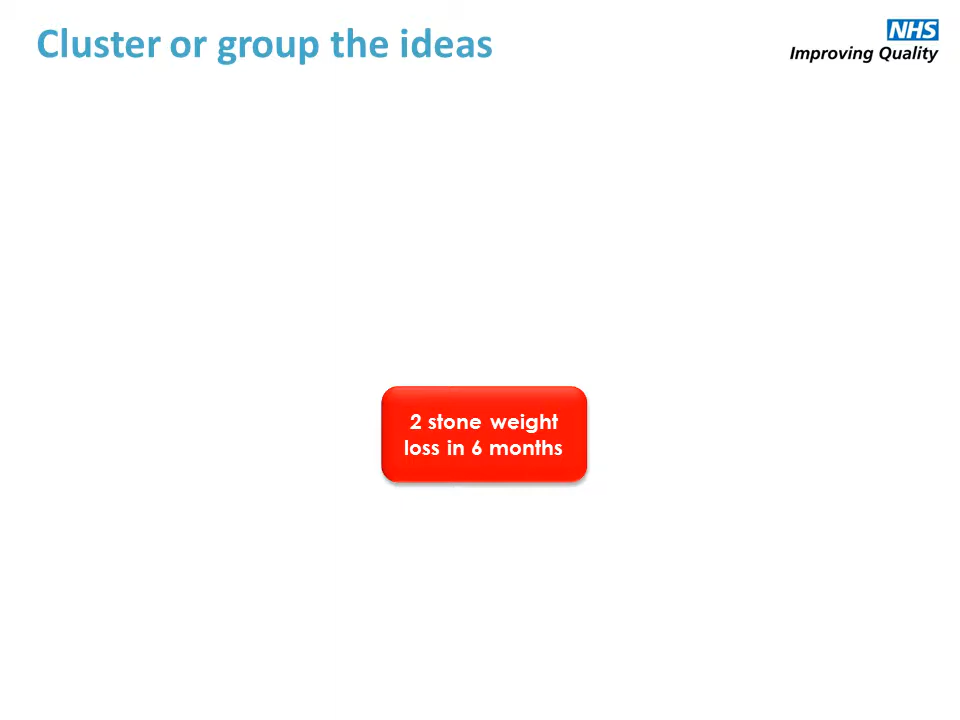 Cluster or group the ideas
NHS
Improving Quality
2 stone weight
loss in 6 months